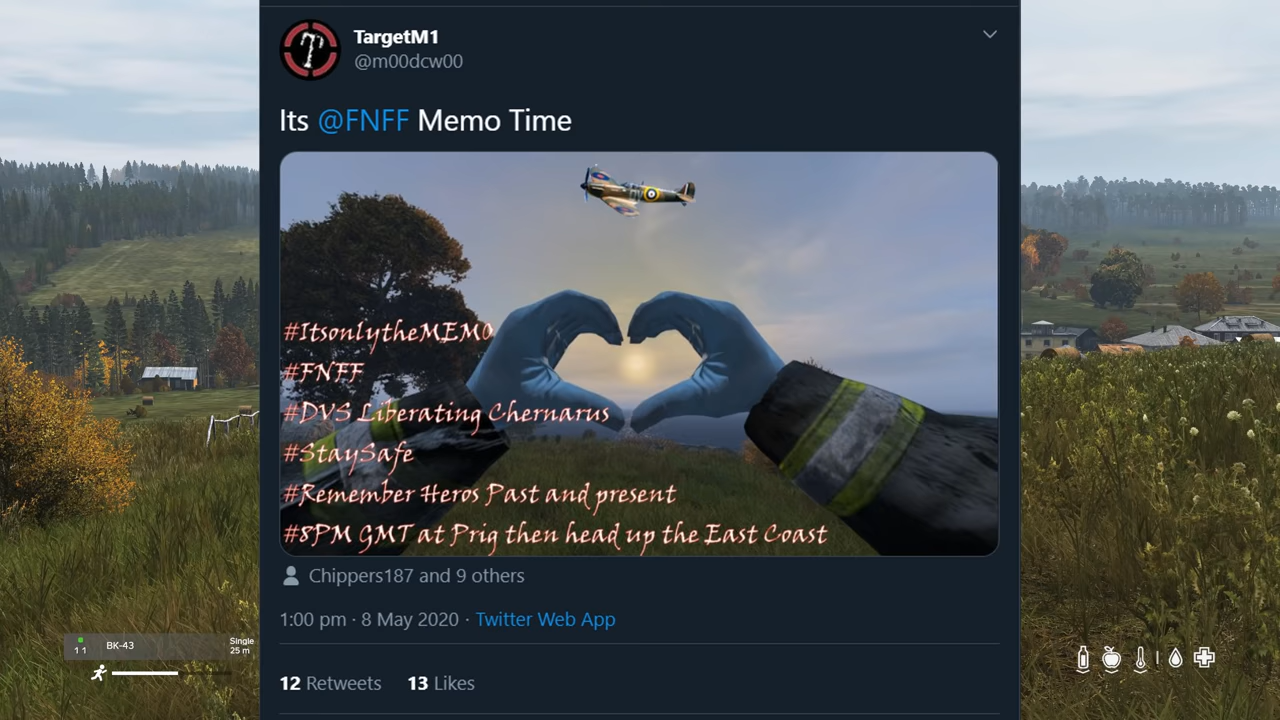 TargetM1
@m00dcw00
Its @FNFF Memo Time
#ItsonlytheMEMO
#FNFF
#DVS Liberating Chernarus
#StaySafe
#Remember Heros Past and present
#8PM GMT at Prig then head up the East Coast
Chippers187 and 9 others
1:00 pm · 8 May 2020 · Twitter Web App
12 Retweets 13 Likes
1 1 BK-43 Single
25 m